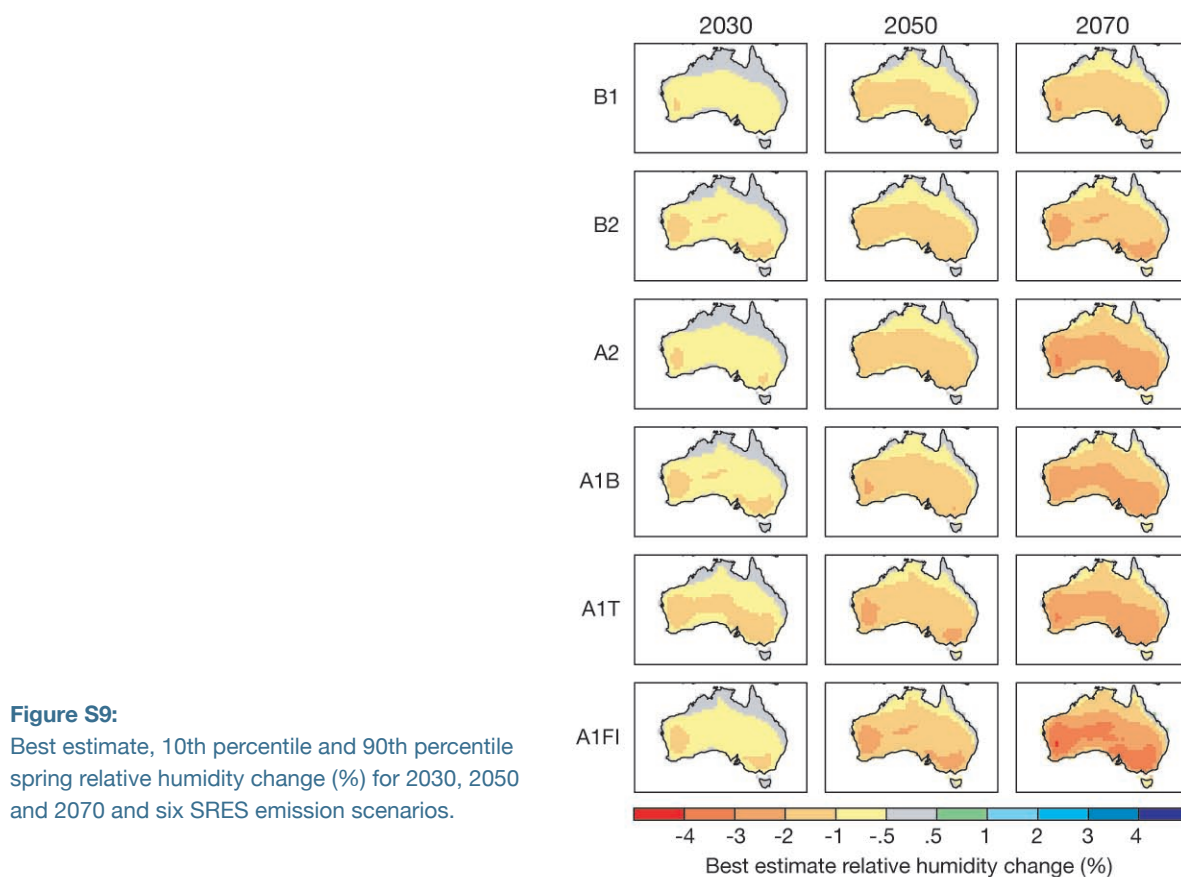 2030 2050 2070
B1
B2
A2
A1B
A1T
A1FI
Figure S9:
Best estimate, 10th percentile and 90th percentile
spring relative humidity change (%) for 2030, 2050
and 2070 and six SRES emission scenarios.
-4 -3 -2 -1 -.5 .5 1 2 3 4
Best estimate relative humidity change (%)